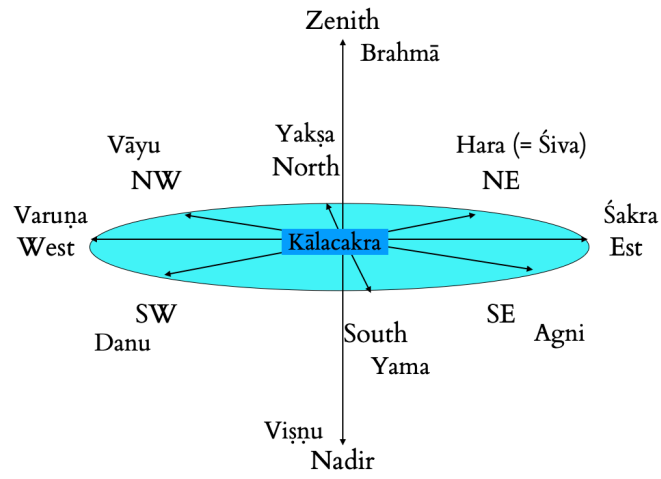 Zenith
Brahmā
Yakṣa
North
Vāyu
NW
Hara (= Śiva)
NE
Varuṇa
West
Kālacakra
Śakra
Est
SW
Danu
South
Yama
SE
Agni
Viṣṇu
Nadir